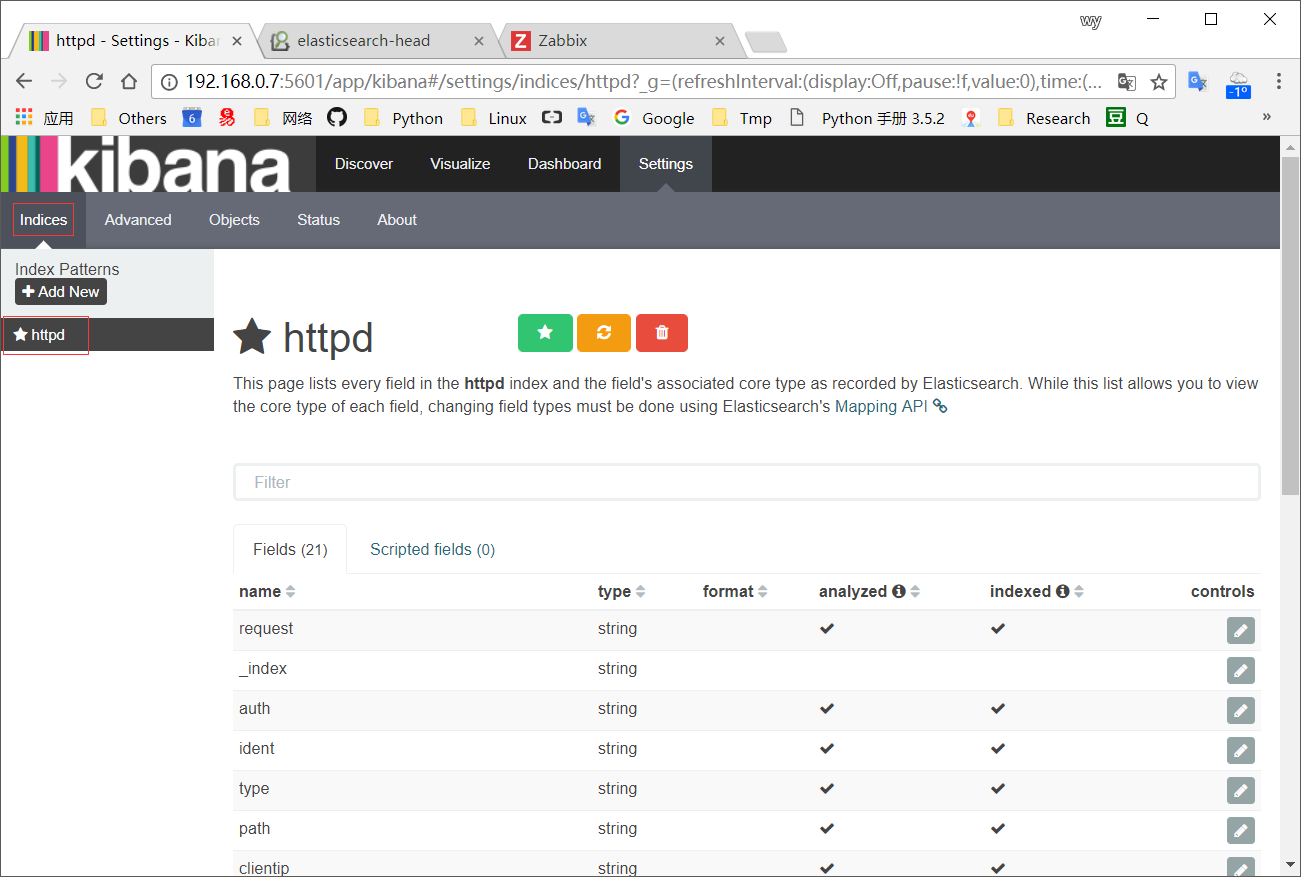 wy
httpd - Settings - Kibar
elasticsearch-head
Zabbix
192.168.0.7:5601/app/kibana#/settings/indices/httpd?_g=(refreshInterval:(display:Off,pause:!f,value:0),time:(...
-1º
应用
Others
6
网络
Python
Linux
Google
Tmp
Python 手册 3.5.2
Research
豆
Q
»
kibana
Discover
Visualize
Dashboard
Settings
Indices
Advanced
Objects
Status
About
Index Patterns
Add New
httpd
httpd
This page lists every field in the httpd index and the field's associated core type as recorded by Elasticsearch. While this list allows you to view
the core type of each field, changing field types must be done using Elasticsearch's Mapping API
Filter
Fields (21)
Scripted fields (0)
name type format analyzed indexed controls
request string
_index string
auth string
ident string
type string
path string
clientip string